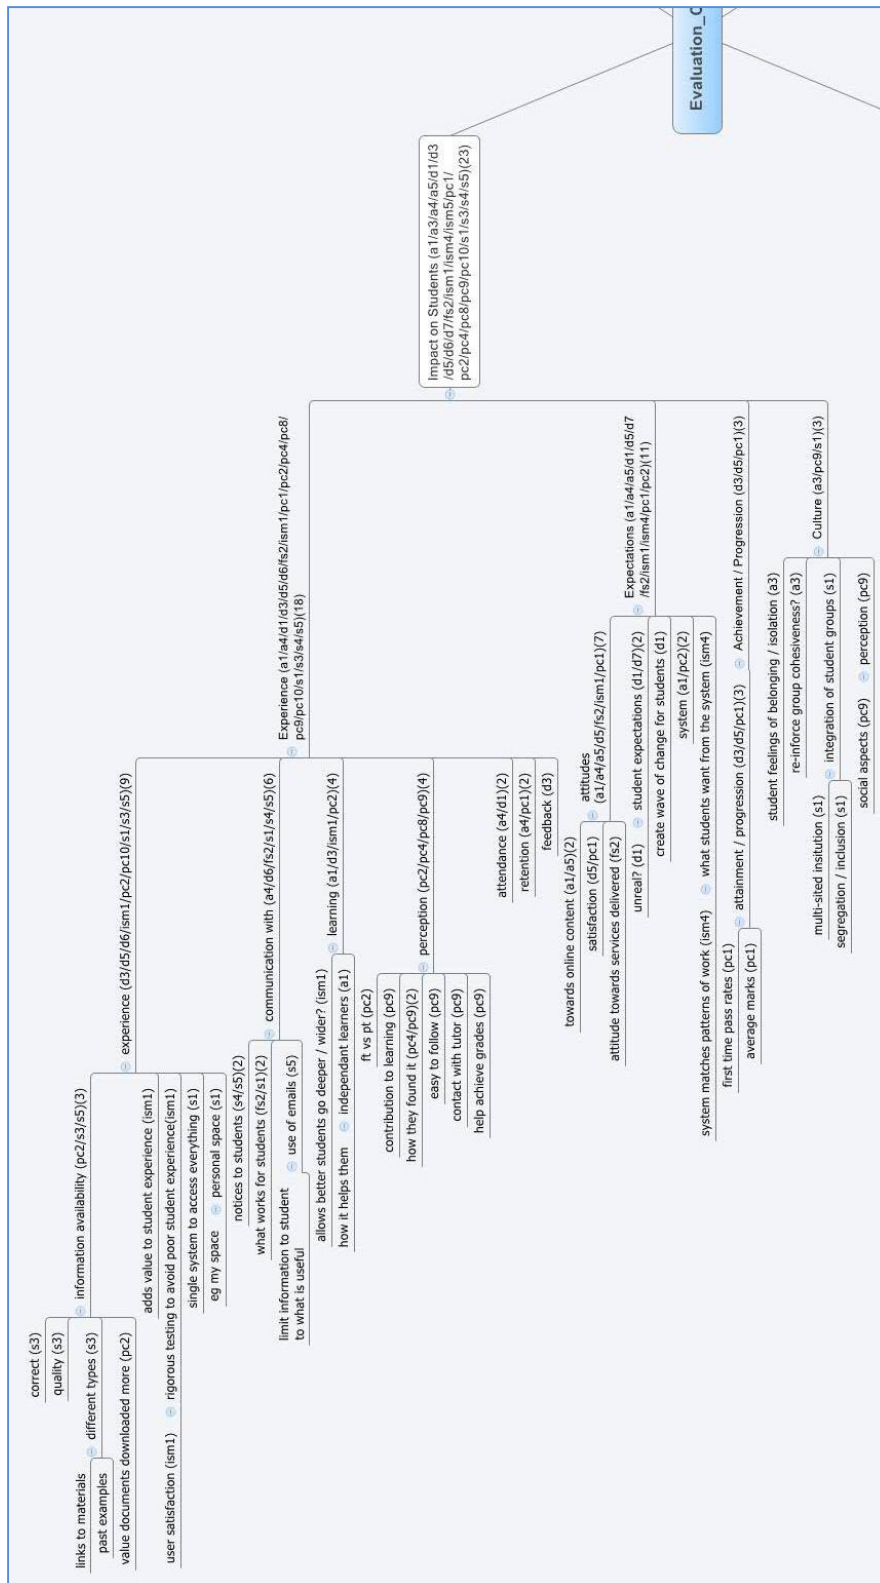 Evaluation_C
Impact on Students (a1/a3/a4/a5/d1/d3
/d5/d6/d7/fs2/ism1/ism4/ism5/pc1/
pc2/pc4/pc8/pc9/pc10/s1/s3/s4/s5)(23)
Experience (a1/a4/d1/d3/d5/d6/fs2/ism1/pc1/pc2/pc4/pc8/
pc9/pc10/s1/s3/s4/s5)(18)
experience (d3/d5/d6/ism1/pc2/pc10/s1/s3/s5)(9)
information availability (pc2/s3/s5)(3)
correct (s3)
quality (s3)
different types (s3)
links to materials
past examples
value documents downloaded more (pc2)
adds value to student experience (ism1)
rigorous testing to avoid poor student experience(ism1)
user satisfaction (ism1)
single system to access everything (s1)
personal space (s1)
eg my space
communication with (a4/d6/fs2/s1/s4/s5)(6)
notices to students (s4/s5)(2)
what works for students (fs2/s1)(2)
use of emails (s5)
limit information to student
to what is useful
learning (a1/d3/ism1/pc2)(4)
allows better students go deeper / wider? (ism1)
independant learners (a1)
how it helps them
perception (pc2/pc4/pc8/pc9)(4)
ft vs pt (pc2)
contribution to learning (pc9)
how they found it (pc4/pc9)(2)
easy to follow (pc9)
contact with tutor (pc9)
help achieve grades (pc9)
attendance (a4/d1)(2)
retention (a4/pc1)(2)
feedback (d3)
Expectations (a1/a4/a5/d1/d5/d7
/fs2/ism1/ism4/pc1/pc2)(11)
attitudes
(a1/a4/a5/d5/fs2/ism1/pc1)(7)
towards online content (a1/a5)(2)
satisfaction (d5/pc1)
attitude towards services delivered (fs2)
student expectations (d1/d7)(2)
unreal? (d1)
create wave of change for students (d1)
system (a1/pc2)(2)
what students want from the system (ism4)
system matches patterns of work (ism4)
Achievement / Progression (d3/d5/pc1)(3)
attainment / progression (d3/d5/pc1)(3)
first time pass rates (pc1)
average marks (pc1)
Culture (a3/pc9/s1)(3)
student feelings of belonging / isolation (a3)
re-inforce group cohesiveness? (a3)
integration of student groups (s1)
multi-sited insitution (s1)
segregation / inclusion (s1)
perception (pc9)
social aspects (pc9)